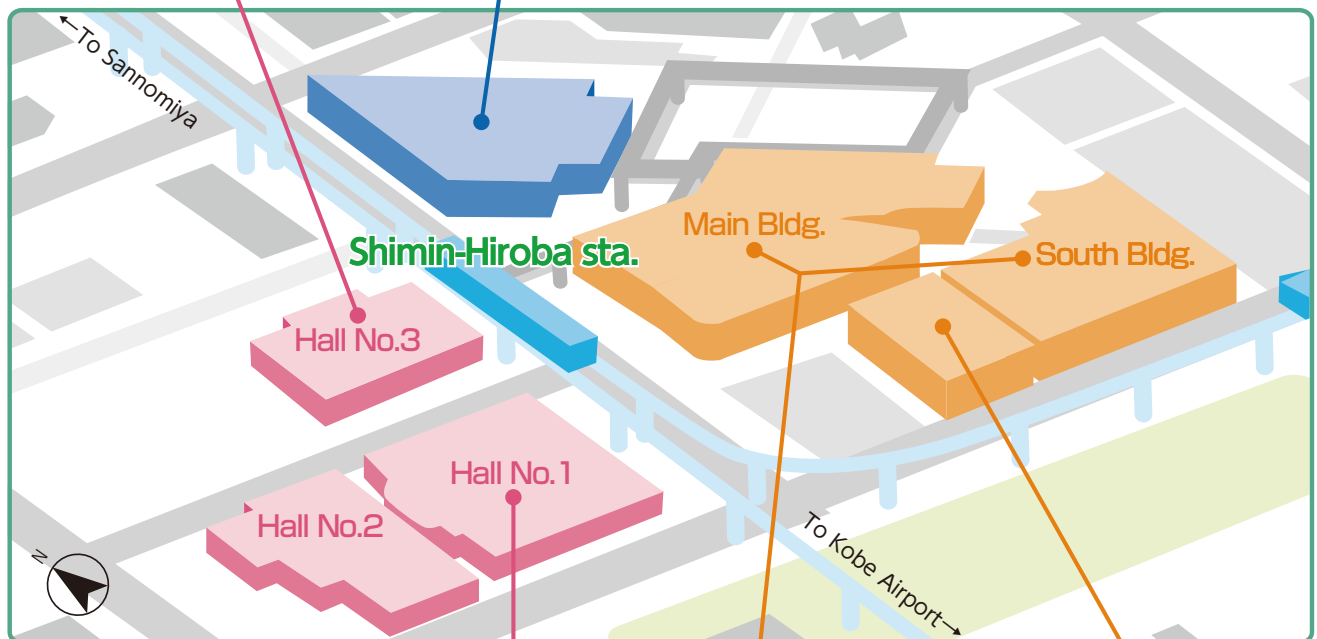 ←To Sannomiya
Shimin-Hiroba sta.
Main Bldg.
South Bldg.
Hall No.3
Hall No.1
Hall No.2
N
To Kobe Airport→